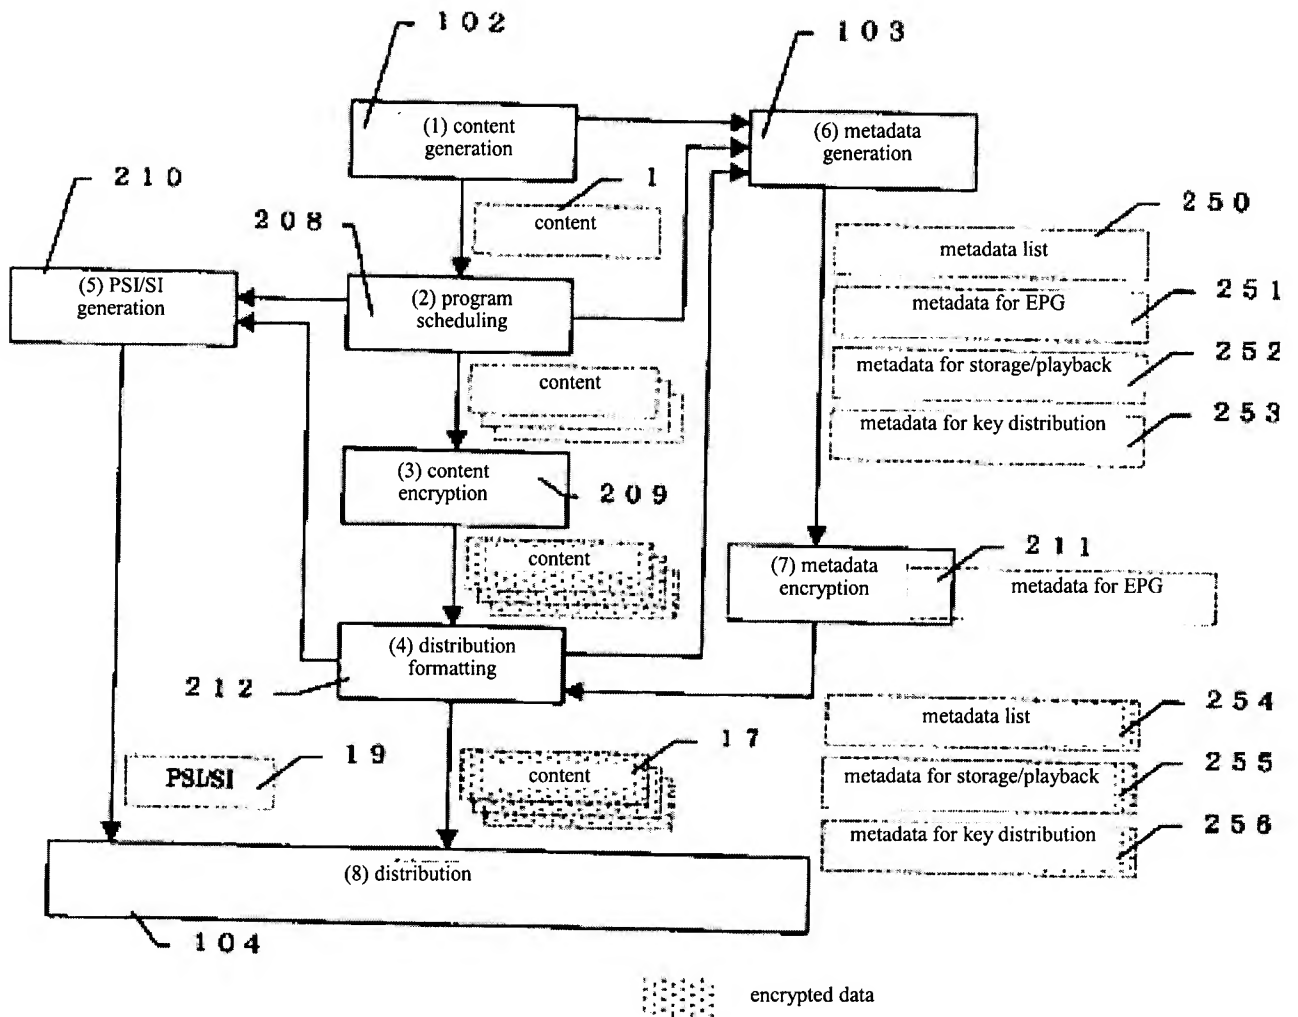 102
103
(1) content
generation
(6) metadata
generation
210
1
content
208
250
metadata list
(5) PSI/SI
generation
(2) program
scheduling
metadata for EPG
251
metadata for storage/playback
252
content
metadata for key distribution
253
(3) content
encryption
209
content
211
(7) metadata
encryption
metadata for EPG
(4) distribution
formatting
212
metadata list
254
17
19
PSI/SI
content
metadata for storage/playback
255
metadata for key distribution
256
(8) distribution
104
encrypted data